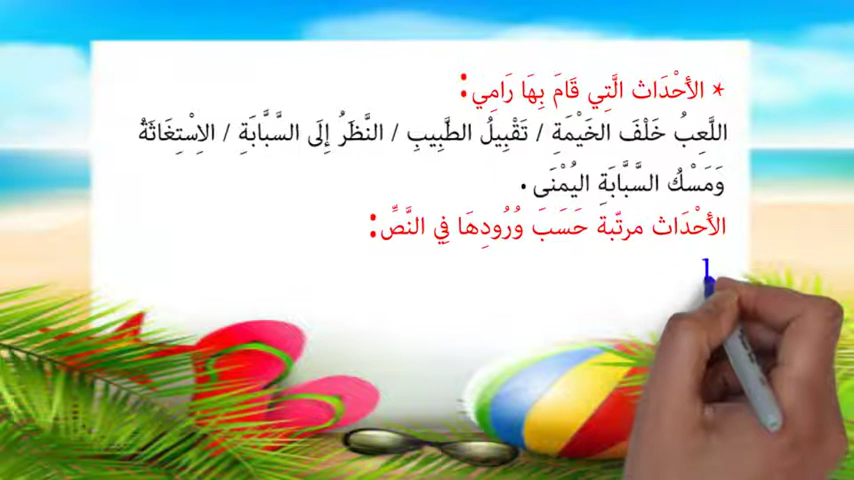 * الأَحْدَاث الَّتِي قَامَ بِهَا رَامِي:
اللَّعِبُ خَلْفَ الخَيْمَةِ / تَقْبِيلُ الطَّبِيبِ / النَّظَرُ إِلَى السَّبَّابَةِ / الاِسْتِغَاثَةُ
وَمَسْكُ السَّبَّابَةِ اليُمْنَى.
الأَحْدَاث مرتّبة حَسَبَ وُرُودِهَا فِي النَّصِّ: